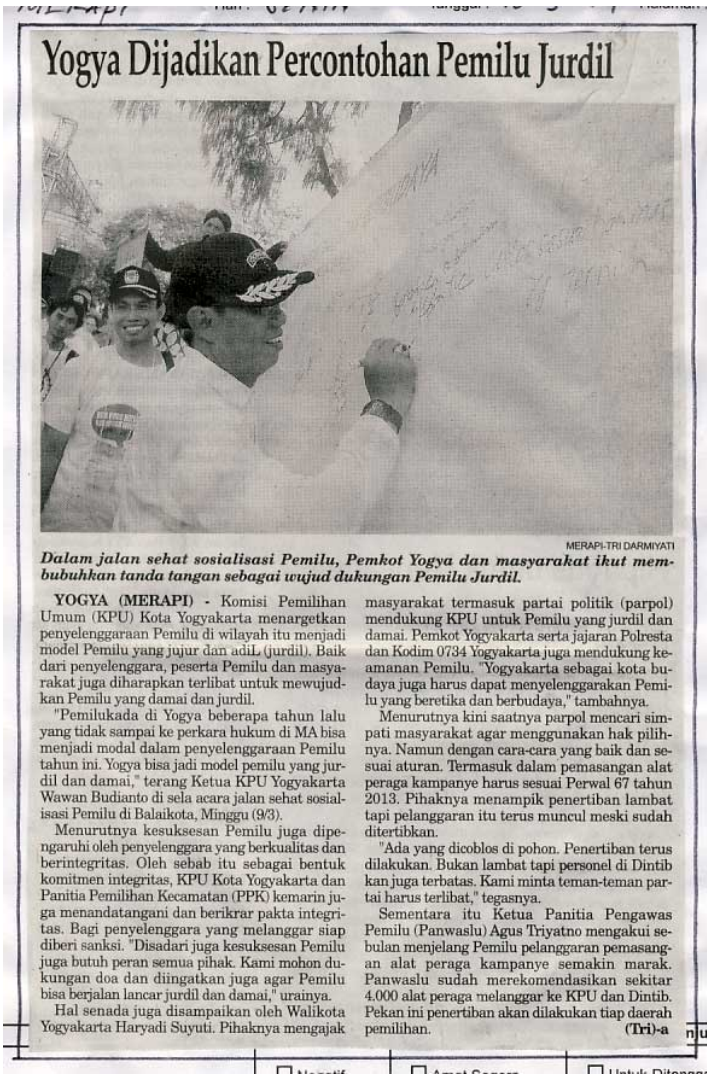 MERAPI
Yogya Dijadikan Percontohan Pemilu Jurdil
MERAPI-TRI DARMIYATI
Dalam jalan sehat sosialisasi Pemilu, Pemkot Yogya dan masyarakat ikut mem-
bubuhkan tanda tangan sebagai wujud dukungan Pemilu Jurdil.
YOGYA (MERAPI) - Komisi Pemilihan
Umum (KPU) Kota Yogyakarta menargetkan
penyelenggaraan Pemilu di wilayah itu menjadi
model Pemilu yang jujur dan adiL (jurdil). Baik
dari penyelenggara, peserta Pemilu dan masya-
rakat juga diharapkan terlibat untuk mewujud-
kan Pemilu yang damai dan jurdil.
"Pemilukada di Yogya beberapa tahun lalu
yang tidak sampai ke perkara hukum di MA bisa
menjadi modal dalam penyelenggaraan Pemilu
tahun ini. Yogya bisa jadi model pemilu yang jur-
dil dan damai," terang Ketua KPU Yogyakarta
Wawan Budianto di sela acara jalan sehat sosial-
isasi Pemilu di Balaikota, Minggu (9/3).
Menurutnya kesuksesan Pemilu juga dipe-
ngaruhi oleh penyelenggara yang berkualitas dan
berintegritas. Oleh sebab itu sebagai bentuk
komitmen integritas, KPU Kota Yogyakarta dan
Panitia Pemilihan Kecamatan (PPK) kemarin ju-
ga menandatangani dan berikrar pakta integri-
tas. Bagi penyelenggara yang melanggar siap
diberi sanksi. "Disadari juga kesuksesan Pemilu
juga butuh peran semua pihak. Kami mohon du-
kungan doa dan diingatkan juga agar Pemilu
bisa berjalan lancar jurdil dan damai," urainya.
Hal senada juga disampaikan oleh Walikota
Yogyakarta Haryadi Suyuti. Pihaknya mengajak
masyarakat termasuk partai politik (parpol)
mendukung KPU untuk Pemilu yang jurdil dan
damai. Pemkot Yogyakarta serta jajaran Polresta
dan Kodim 0734 Yogyakarta juga mendukung ke-
amanan Pemilu. "Yogyakarta sebagai kota bu-
daya juga harus dapat menyelenggarakan Pemi-
lu yang beretika dan berbudaya," tambahnya.
Menurutnya kini saatnya parpol mencari sim-
pati masyarakat agar menggunakan hak pilih-
nya. Namun dengan cara-cara yang baik dan se-
suai aturan. Termasuk dalam pemasangan alat
peraga kampanye harus sesuai Perwal 67 tahun
2013. Pihaknya menampik penertiban lambat
tapi pelanggaran itu terus muncul meski sudah
ditertibkan.
"Ada yang dicoblos di pohon. Penertiban terus
dilakukan. Bukan lambat tapi personel di Dintib
kan juga terbatas. Kami minta teman-teman par-
tai harus terlibat," tegasnya.
Sementara itu Ketua Panitia Pengawas
Pemilu (Panwaslu) Agus Triyatno mengakui se-
bulan menjelang Pemilu pelanggaran pemasang-
an alat peraga kampanye semakin marak.
Panwaslu sudah merekomendasikan sekitar
4.000 alat peraga melanggar ke KPU dan Dintib.
Pekan ini penertiban akan dilakukan tiap daerah
pemilihan. (Tri)-a